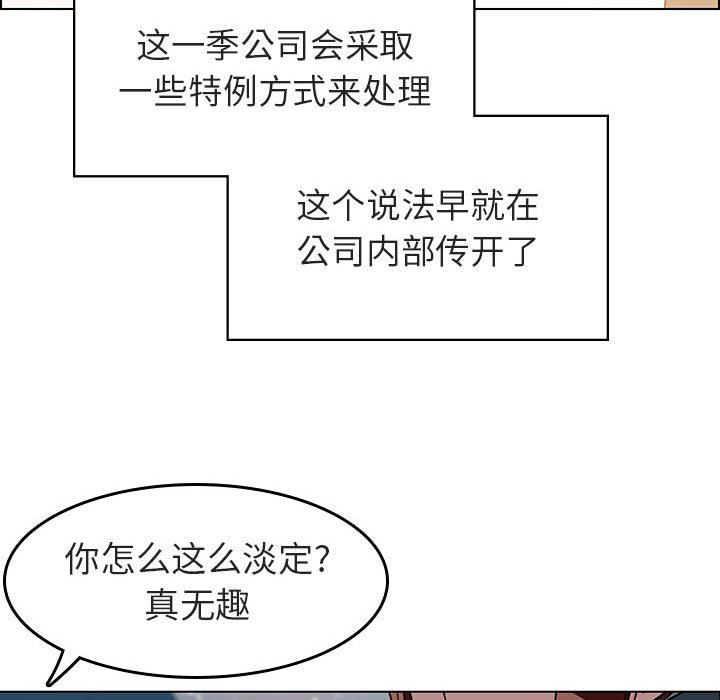 这一季公司会采取
一些特例方式来处理
这个说法早就在
公司内部传开了
你怎么这么淡定?
真无趣